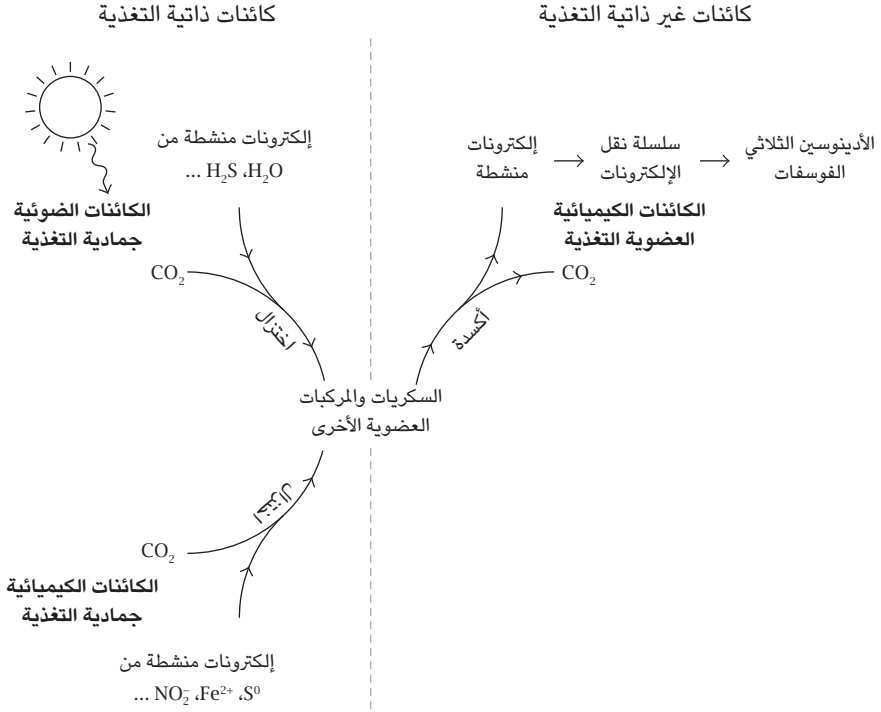 كائنات غير ذاتية التغذية
كائنات ذاتية التغذية
إلكترونات
منشطة
سلسلة نقل
الإلكترونات
الأدينوسين الثلاثي
الفوسفات
الكائنات الكيميائية
العضوية التغذية
CO₂
أكسدة
إلكترونات منشطة من
H₂O، H₂S ...
الكائنات الضوئية
جمادية التغذية
CO₂
اختزال
السكريات والمركبات
العضوية الأخرى
اختزال
CO₂
الكائنات الكيميائية
جمادية التغذية
إلكترونات منشطة من
S⁰، Fe²⁺، NO₂⁻ ...